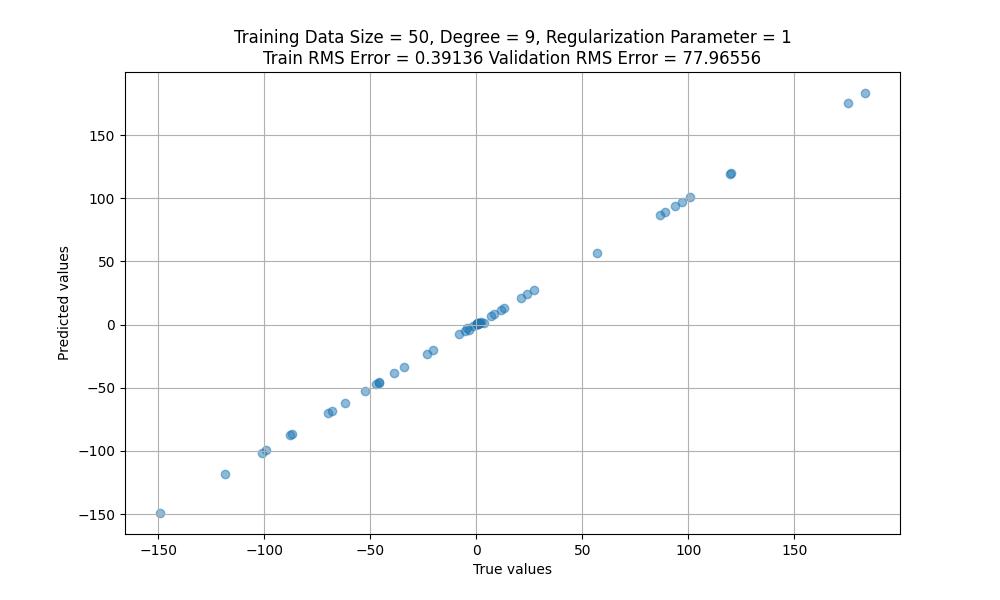 Training Data Size = 50, Degree = 9, Regularization Parameter = 1
Train RMS Error = 0.39136 Validation RMS Error = 77.96556
Predicted values
150
100
50
0
−50
−100
−150
−150 −100 −50 0 50 100 150
True values